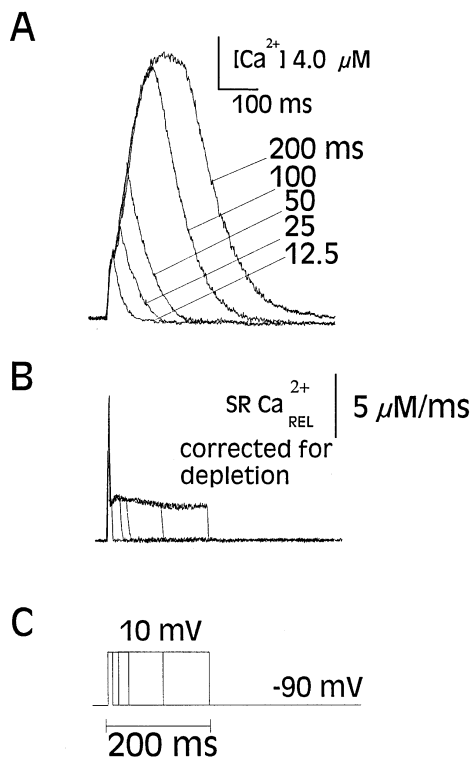 A
[Ca2+] 4.0 μM
100 ms
200 ms
100
50
25
12.5
B
SR Ca2+REL 5 μM/ms
corrected for
depletion
C
10 mV
-90 mV
200 ms